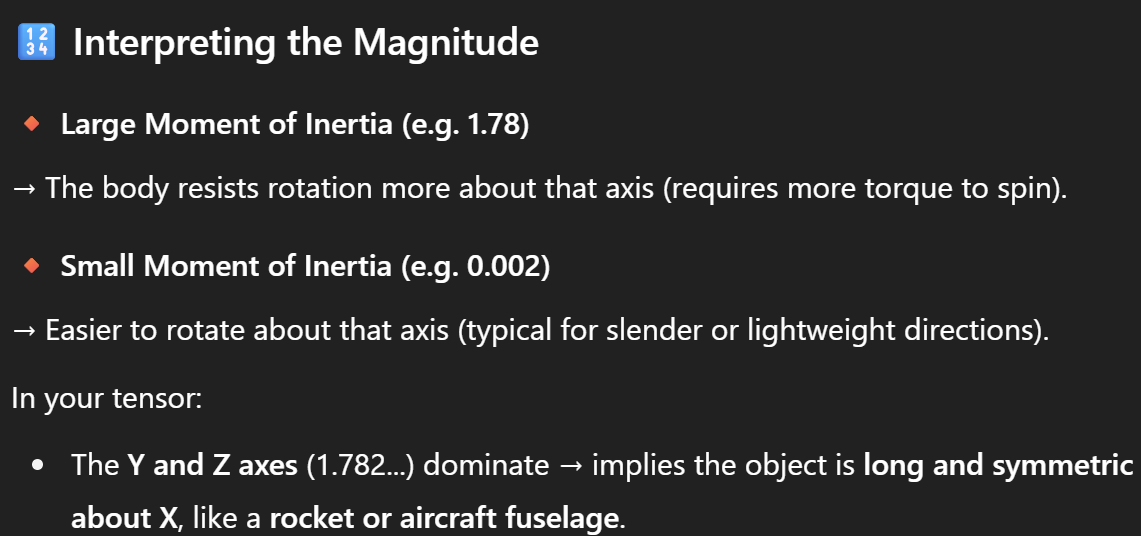 🔢 Interpreting the Magnitude
🔸 Large Moment of Inertia (e.g. 1.78)
→ The body resists rotation more about that axis (requires more torque to spin).
🔸 Small Moment of Inertia (e.g. 0.002)
→ Easier to rotate about that axis (typical for slender or lightweight directions).
In your tensor:
• The Y and Z axes (1.782...) dominate → implies the object is long and symmetric
about X, like a rocket or aircraft fuselage.